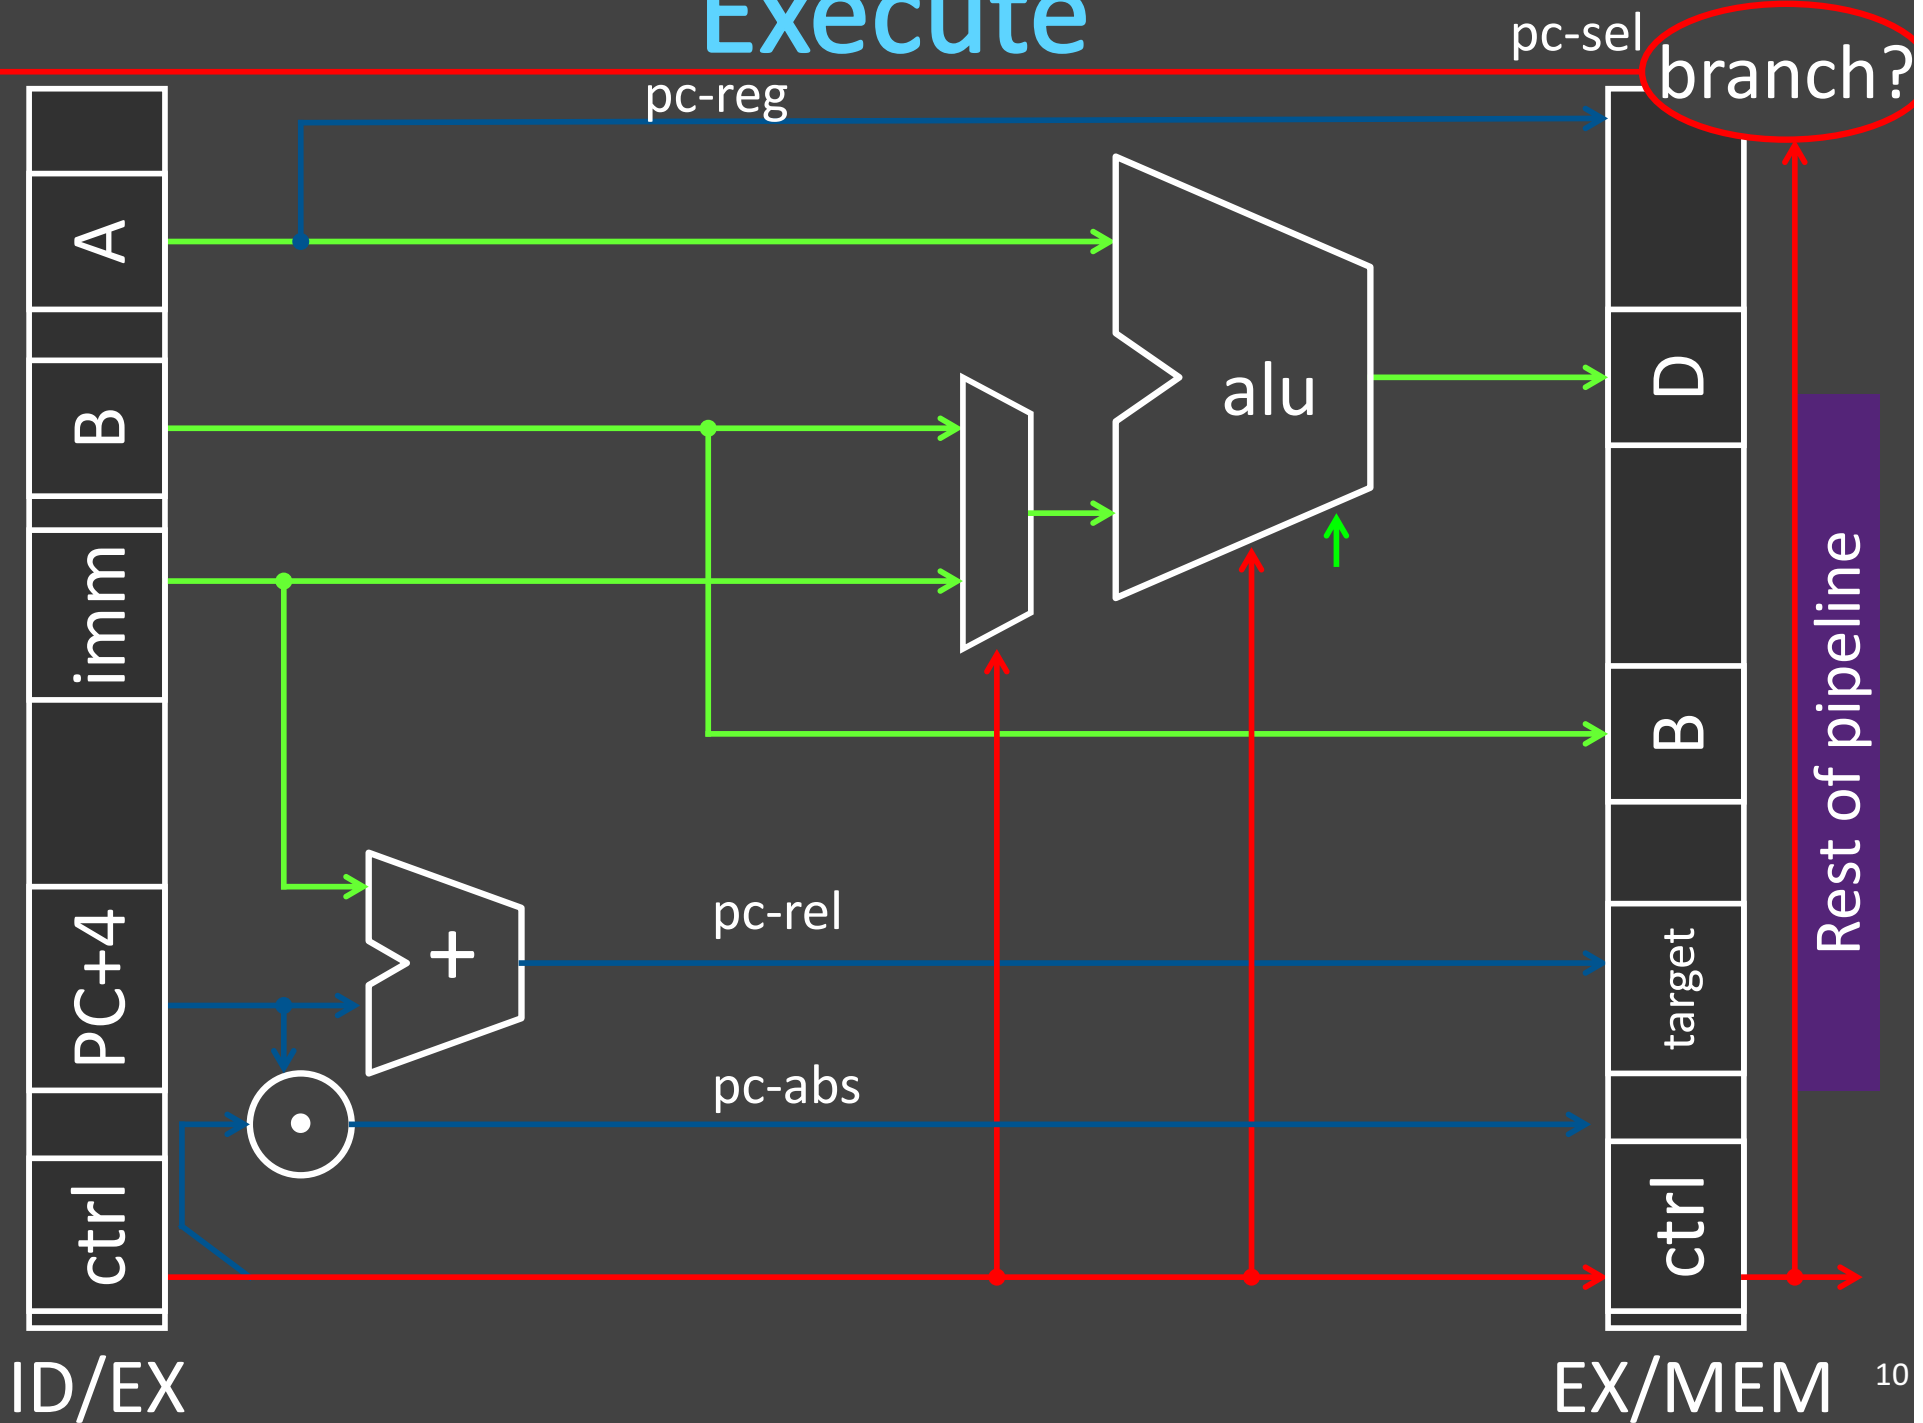 Execute
pc-sel
branch?
pc-reg
A
B
imm
PC+4
ctrl
alu
+
pc-rel
pc-abs
D
B
target
ctrl
Rest of pipeline
ID/EX
EX/MEM
10